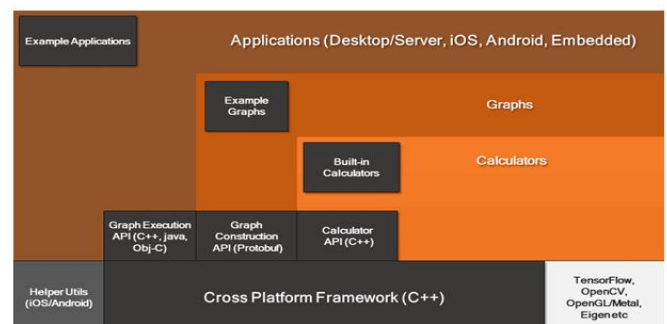 Example Applications
Applications (Desktop/Server, iOS, Android, Embedded)
Example
Graphs
Graphs
Built-in
Calculators
Calculators
Graph Execution
API (C++, java,
Obj-C)
Graph
Construction
API (Protobuf)
Calculator
API (C++)
Helper Utils
(iOS/Android)
Cross Platform Framework (C++)
TensorFlow,
OpenCV,
OpenGL/Metal,
Eigen etc